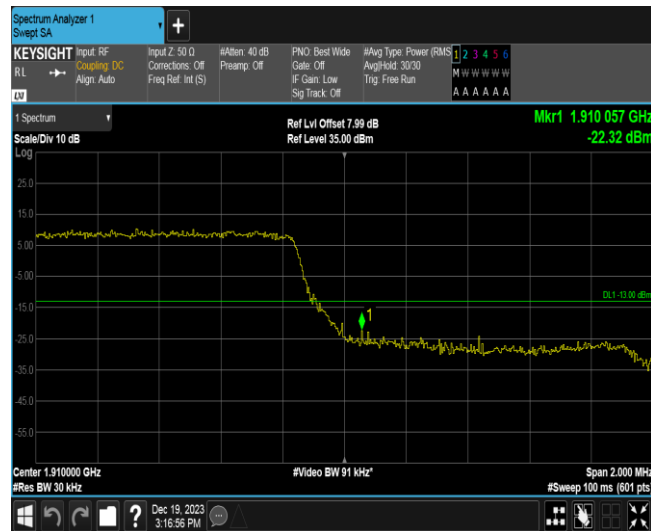 Spectrum Analyzer 1
Swept SA
+
KEYSIGHT
RL
LXI
Input: RF
Coupling: DC
Align: Auto
Input Z: 50 Ω
Corrections: Off
Freq Ref: Int (S)
#Atten: 40 dB
Preamp: Off
PNO: Best Wide
Gate: Off
IF Gain: Low
Sig Track: Off
#Avg Type: Power (RMS
Avg|Hold: 30/30
Trig: Free Run
1 2 3 4 5 6
M W W W W W
A A A A A A
1 Spectrum
Scale/Div 10 dB
Log
Ref Lvl Offset 7.99 dB
Ref Level 35.00 dBm
Mkr1 1.910 057 GHz
-22.32 dBm
25.0
15.0
5.00
-5.00
DL1 -13.00 dBm
-15.0
1
-25.0
-35.0
-45.0
-55.0
Center 1.910000 GHz
#Video BW 91 kHz*
Span 2.000 MHz
#Res BW 30 kHz
#Sweep 100 ms (601 pts)
?
Dec 19, 2023
3:16:56 PM